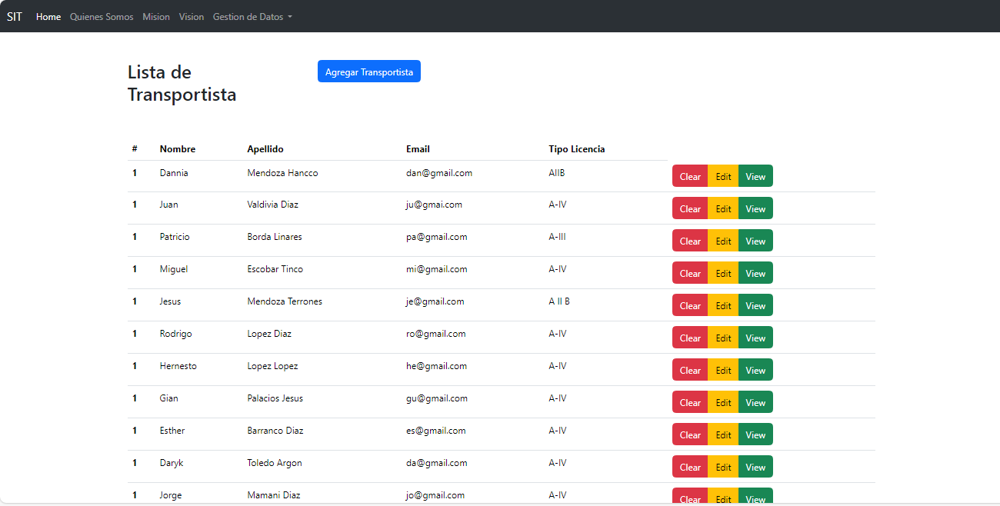 SIT Home Quienes Somos Mision Vision Gestion de Datos
Lista de
Transportista
Agregar Transportista
# Nombre Apellido Email Tipo Licencia
1 Dannia Mendoza Hancco dan@gmail.com AIIB Clear Edit View
1 Juan Valdivia Diaz ju@gmai.com A-IV Clear Edit View
1 Patricio Borda Linares pa@gmail.com A-III Clear Edit View
1 Miguel Escobar Tinco mi@gmail.com A-IV Clear Edit View
1 Jesus Mendoza Terrones je@gmail.com A II B Clear Edit View
1 Rodrigo Lopez Diaz ro@gmail.com A-IV Clear Edit View
1 Hernesto Lopez Lopez he@gmail.com A-IV Clear Edit View
1 Gian Palacios Jesus gu@gmail.com A-IV Clear Edit View
1 Esther Barranco Diaz es@gmail.com A-IV Clear Edit View
1 Daryk Toledo Argon da@gmail.com A-IV Clear Edit View
1 Jorge Mamani Diaz jo@gmail.com A-IV Clear Edit View